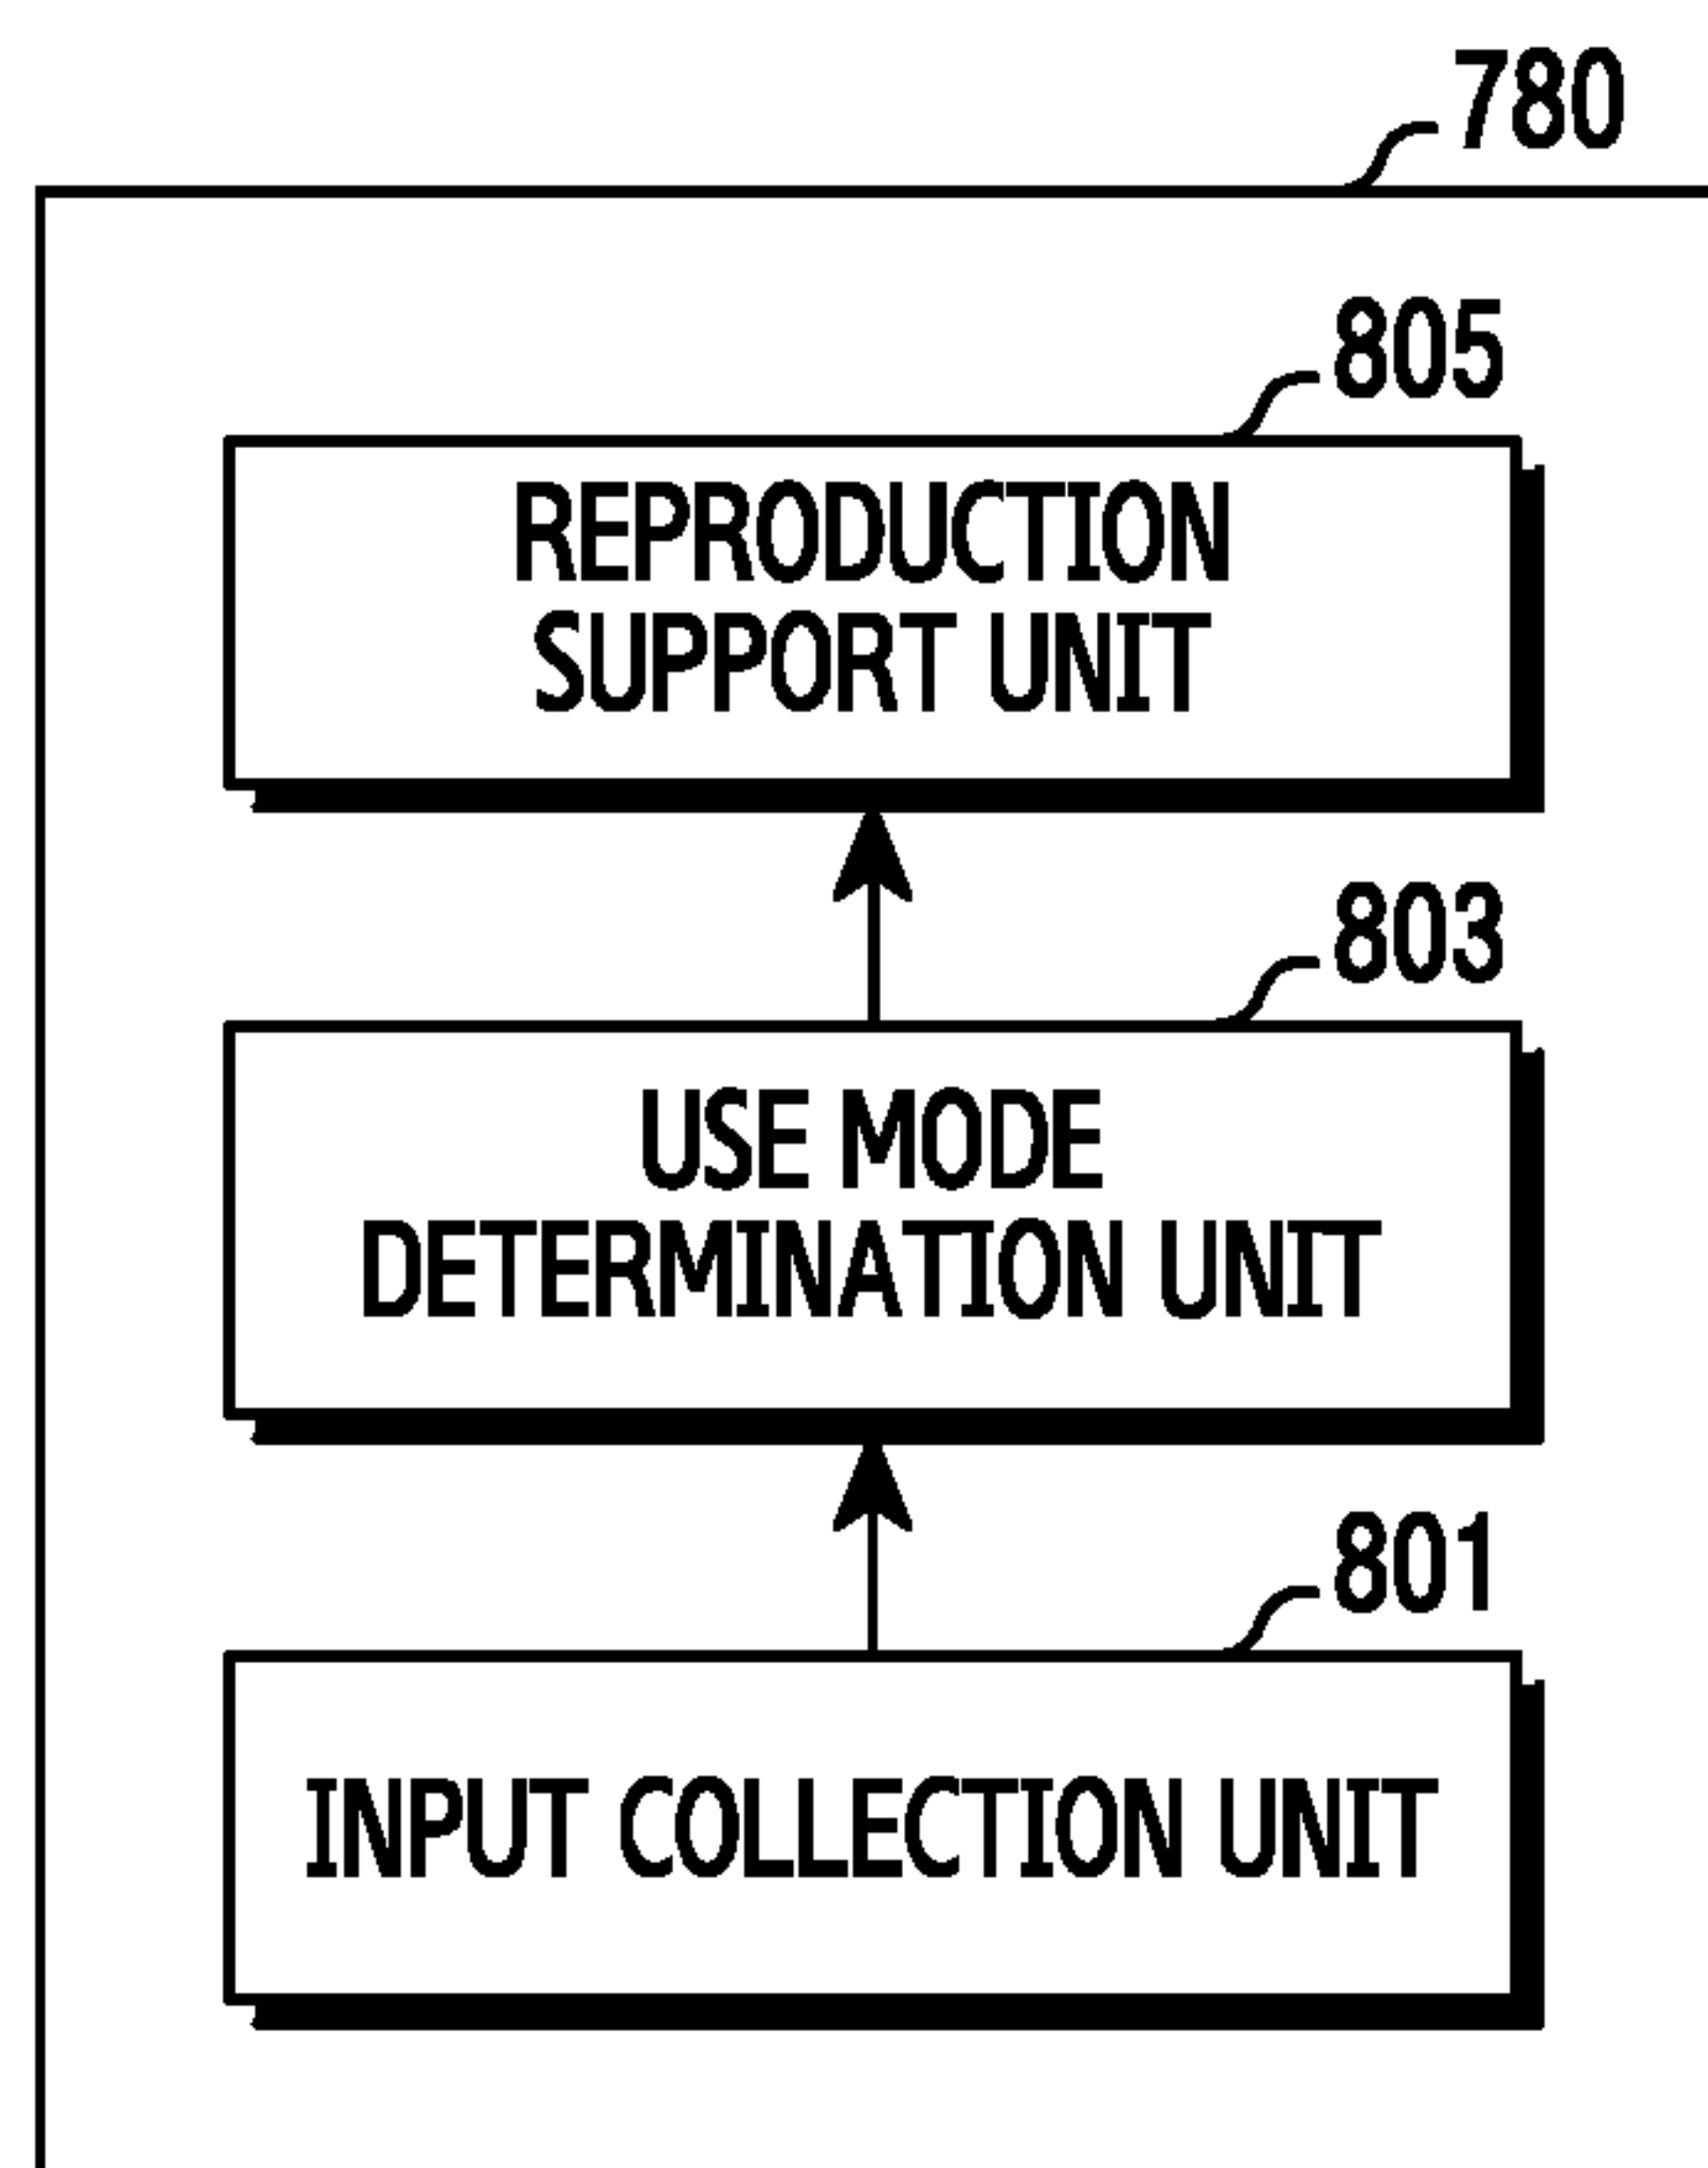 780
805
REPRODUCTION
SUPPORT UNIT
803
USE MODE
DETERMINATION UNIT
801
INPUT COLLECTION UNIT